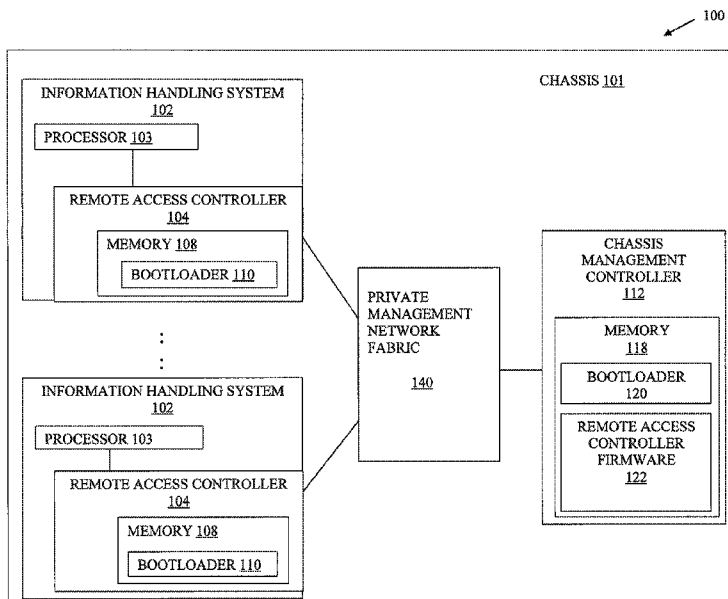 100
CHASSIS 101
INFORMATION HANDLING SYSTEM
102
PROCESSOR 103
REMOTE ACCESS CONTROLLER
104
MEMORY 108
BOOTLOADER 110
INFORMATION HANDLING SYSTEM
102
PROCESSOR 103
REMOTE ACCESS CONTROLLER
104
MEMORY 108
BOOTLOADER 110
PRIVATE
MANAGEMENT
NETWORK
FABRIC
140
CHASSIS
MANAGEMENT
CONTROLLER
112
MEMORY
118
BOOTLOADER
120
REMOTE ACCESS
CONTROLLER
FIRMWARE
122